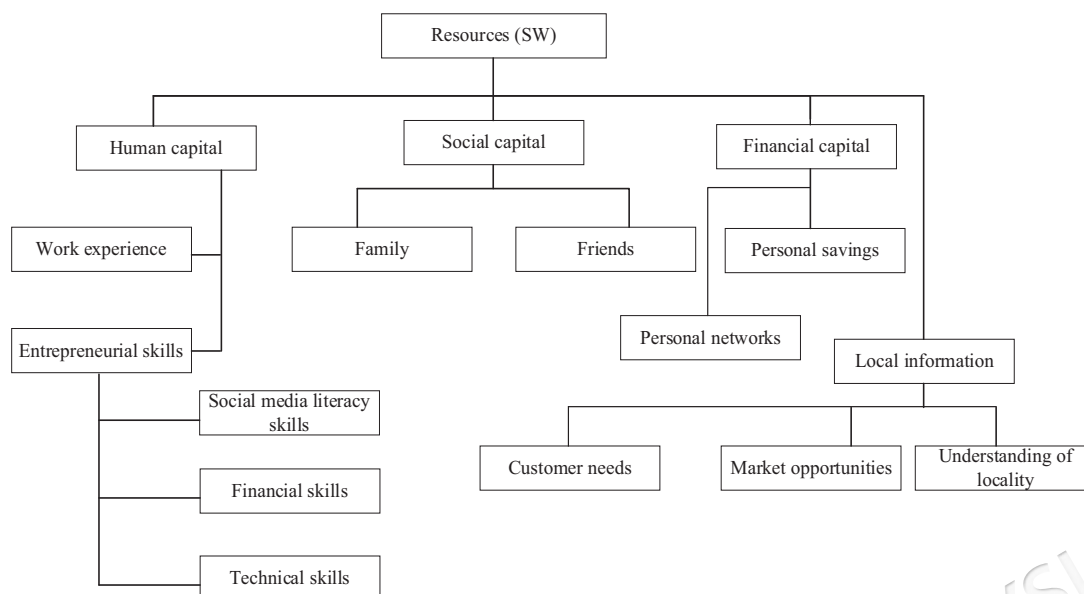 Resources (SW)
Human capital
Social capital
Financial capital
Work experience
Family
Friends
Personal savings
Entrepreneurial skills
Personal networks
Local information
Social media literacy
skills
Customer needs
Market opportunities
Understanding of
locality
Financial skills
Technical skills